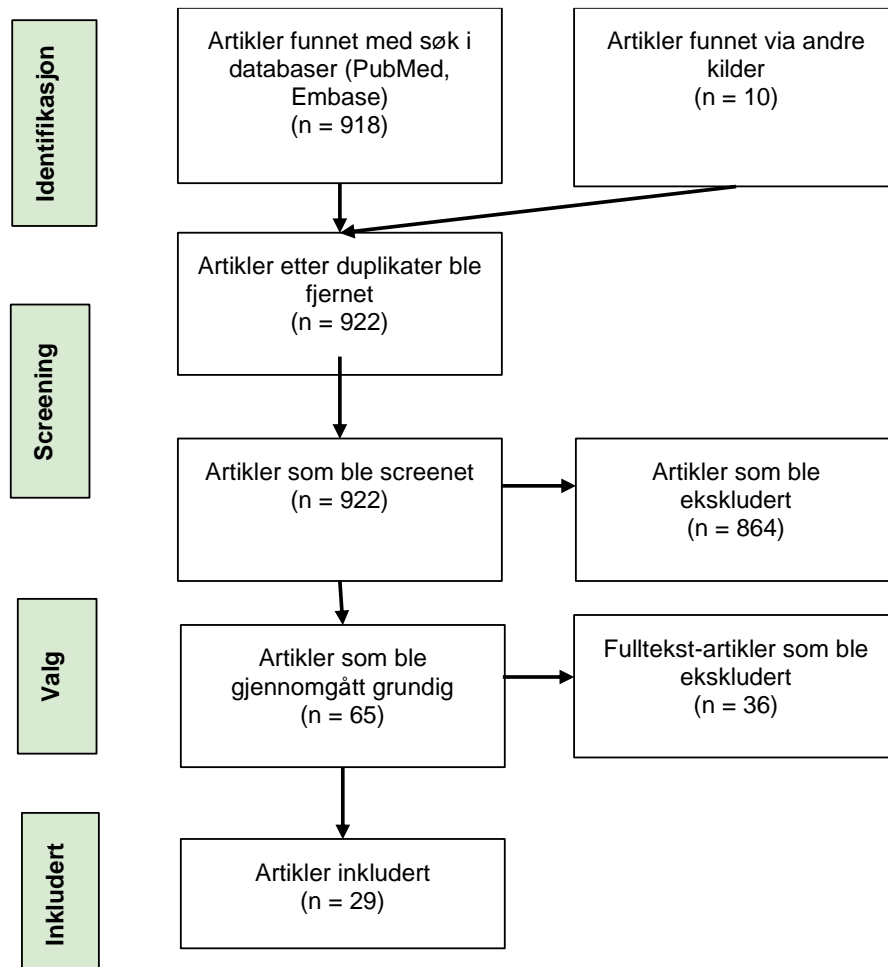 Identifikasjon
Artikler funnet med søk i
databaser (PubMed,
Embase)
(n = 918)
Artikler funnet via andre
kilder
(n = 10)
Artikler etter duplikater ble
fjernet
(n = 922)
Screening
Artikler som ble screenet
(n = 922)
Artikler som ble
ekskludert
(n = 864)
Valg
Artikler som ble
gjennomgått grundig
(n = 65)
Fulltekst-artikler som ble
ekskludert
(n = 36)
Inkludert
Artikler inkludert
(n = 29)